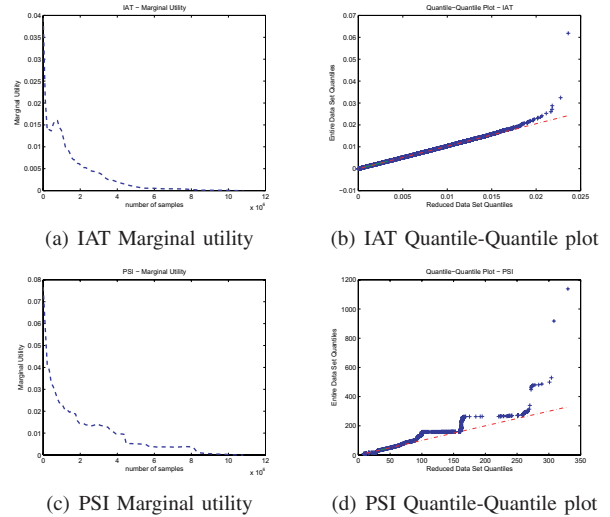 IAT − Marginal Utility
0.04
0.035
0.03
0.025
0.02
0.015
0.01
0.005
0
Marginal Utility
0 2 4 6 8 10 12
number of samples
(a) IAT Marginal utility
Quantile−Quantile Plot − IAT
0.07
0.06
0.05
0.04
0.03
0.02
0.01
0
−0.01
Entire Data Set Quantiles
0.005 0.01 0.015 0.02 0.025
Reduced Data Set Quantiles
(b) IAT Quantile-Quantile plot
PSI − Marginal Utility
0.08
0.07
0.06
0.05
0.04
0.03
0.02
0.01
0
Marginal Utility
0 2 4 6 8 10 12
number of samples
(c) PSI Marginal utility
Quantile−Quantile Plot − PSI
1200
1000
800
600
400
200
0
Entire Data Set Quantiles
0 50 100 150 200 250 300 350
Reduced Data Set Quantiles
(d) PSI Quantile-Quantile plot